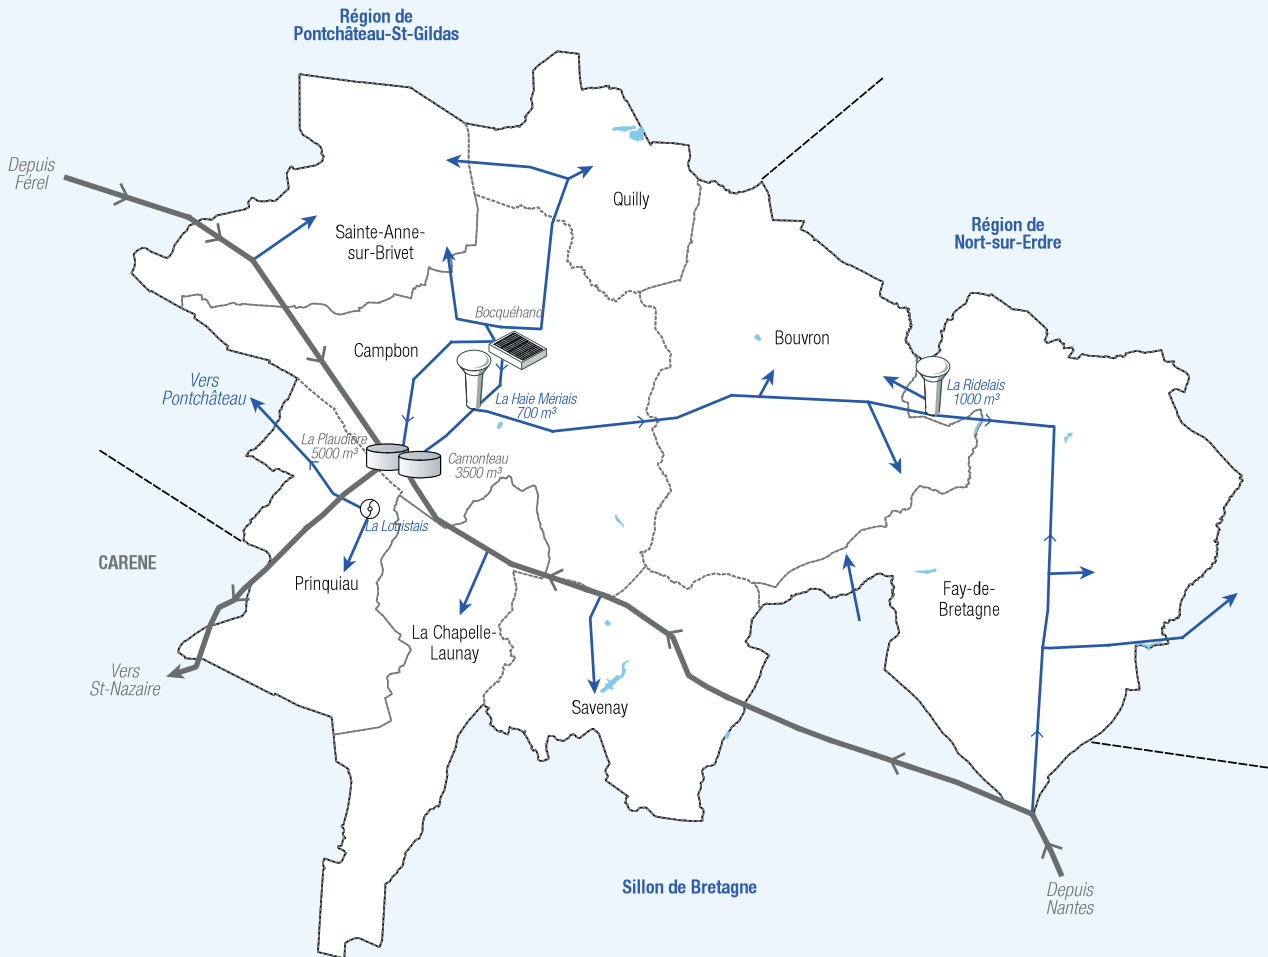 Région de
Pontchâteau-St-Gildas
Depuis
Férel
Quilly
Sainte-Anne-
sur-Brivet
Région de
Nort-sur-Erdre
Bocquéhand
Campbon
Bouvron
Vers
Pontchâteau
La Haie Mériais
700 m³
La Ridelais
1000 m³
La Plaudière
5000 m³
Camonteau
3500 m³
La Logistais
CARENE
Prinquiau
Fay-de-
Bretagne
La Chapelle-
Launay
Vers
St-Nazaire
Savenay
Sillon de Bretagne
Depuis
Nantes